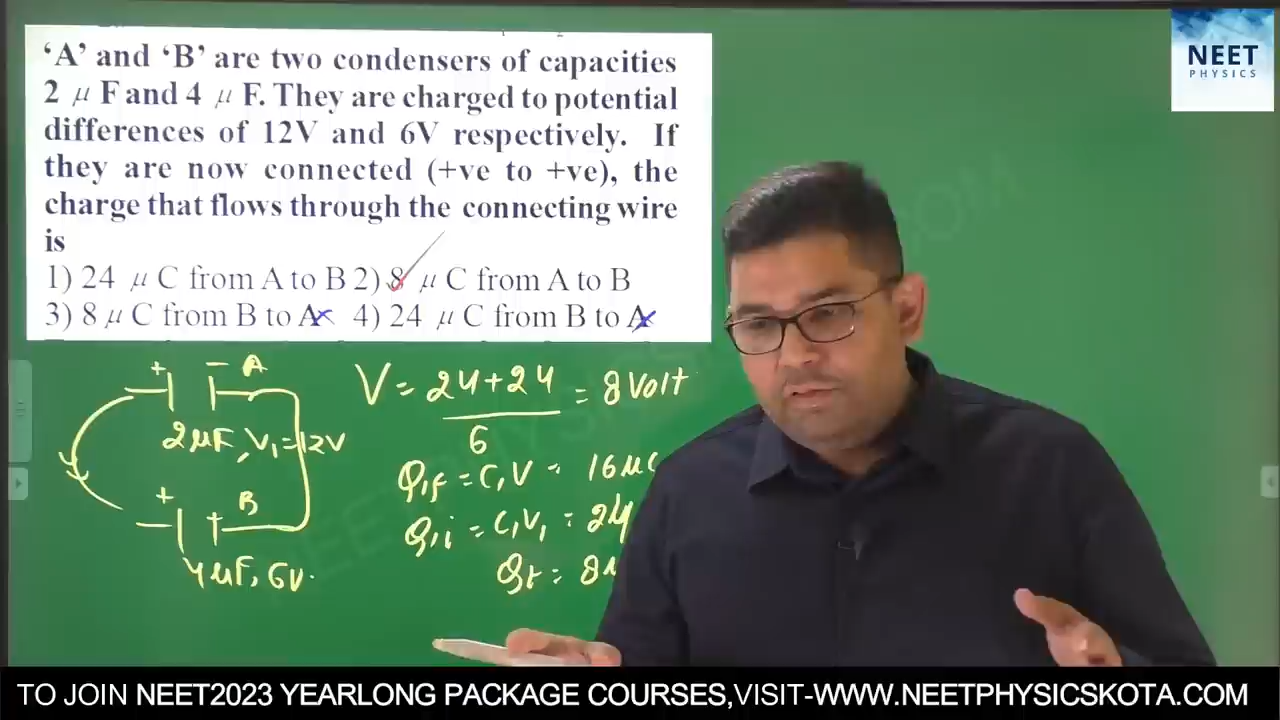 ‘A’ and ‘B’ are two condensers of capacities
2 μ F and 4 μ F. They are charged to potential
differences of 12V and 6V respectively. If
they are now connected (+ve to +ve), the
charge that flows through the connecting wire
is
1) 24 μ C from A to B 2) 8 μ C from A to B
3) 8 μ C from B to A 4) 24 μ C from B to A
NEET
PHYSICS
+ − A
2μF, V₁=12V
+ B
4μF, 6V.
V = 24+24 = 8 Volt
6
Q₁f = C₁V = 16μC
Q₁i = C₁V₁ = 24
= 8
TO JOIN NEET2023 YEARLONG PACKAGE COURSES,VISIT-WWW.NEETPHYSICSKOTA.COM